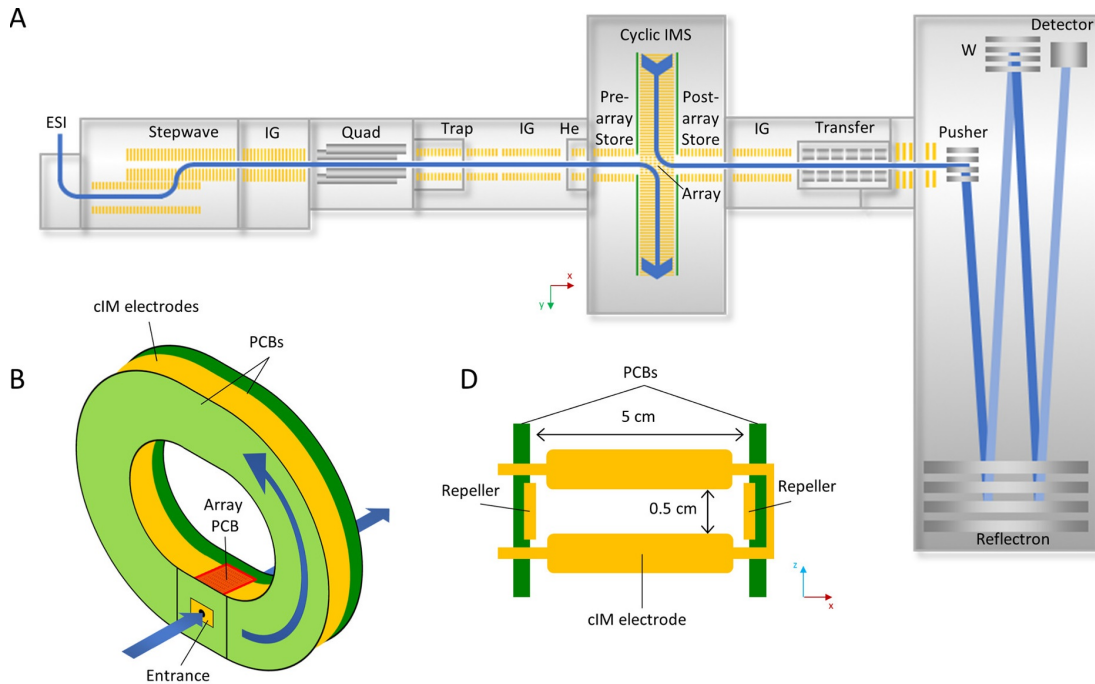 A
Cyclic IMS
Detector
W
ESI
Stepwave
IG
Quad
Trap
IG
He
Pre-
array
Store
Post-
array
Store
IG
Transfer
Pusher
Array
x
y
Reflectron
B
cIM electrodes
PCBs
Array
PCB
Entrance
D
PCBs
5 cm
Repeller
Repeller
0.5 cm
cIM electrode
z
x